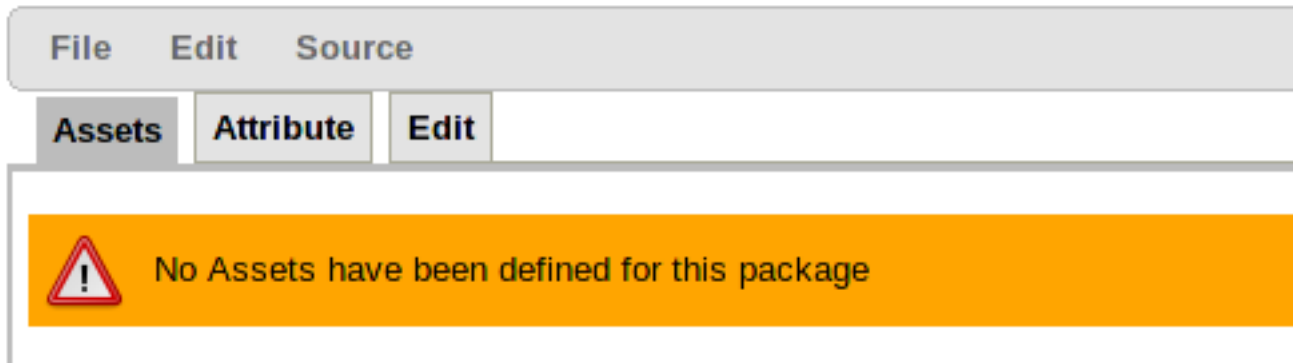 File Edit Source
Assets Attribute Edit
! No Assets have been defined for this package